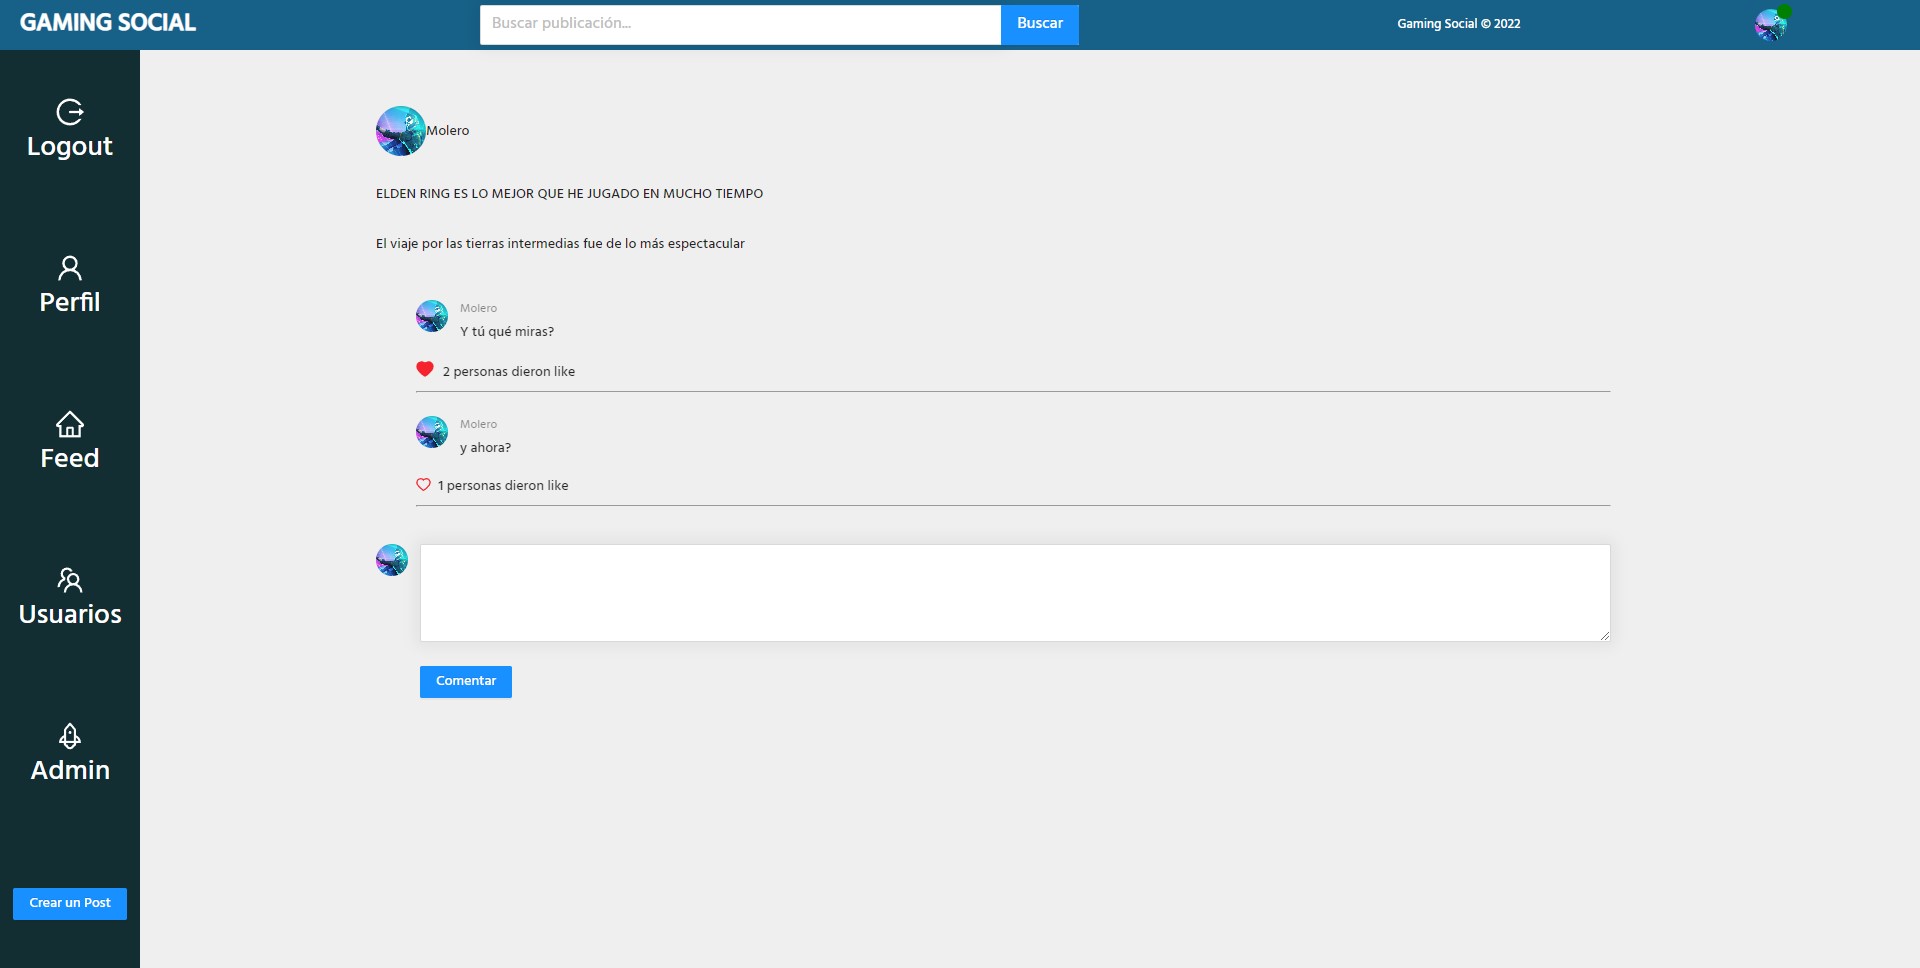 GAMING SOCIAL
Buscar publicación...
Buscar
Gaming Social © 2022
Logout
Perfil
Feed
Usuarios
Admin
Crear un Post
Molero
ELDEN RING ES LO MEJOR QUE HE JUGADO EN MUCHO TIEMPO
El viaje por las tierras intermedias fue de lo más espectacular
Molero
Y tú qué miras?
2 personas dieron like
Molero
y ahora?
1 personas dieron like
Comentar